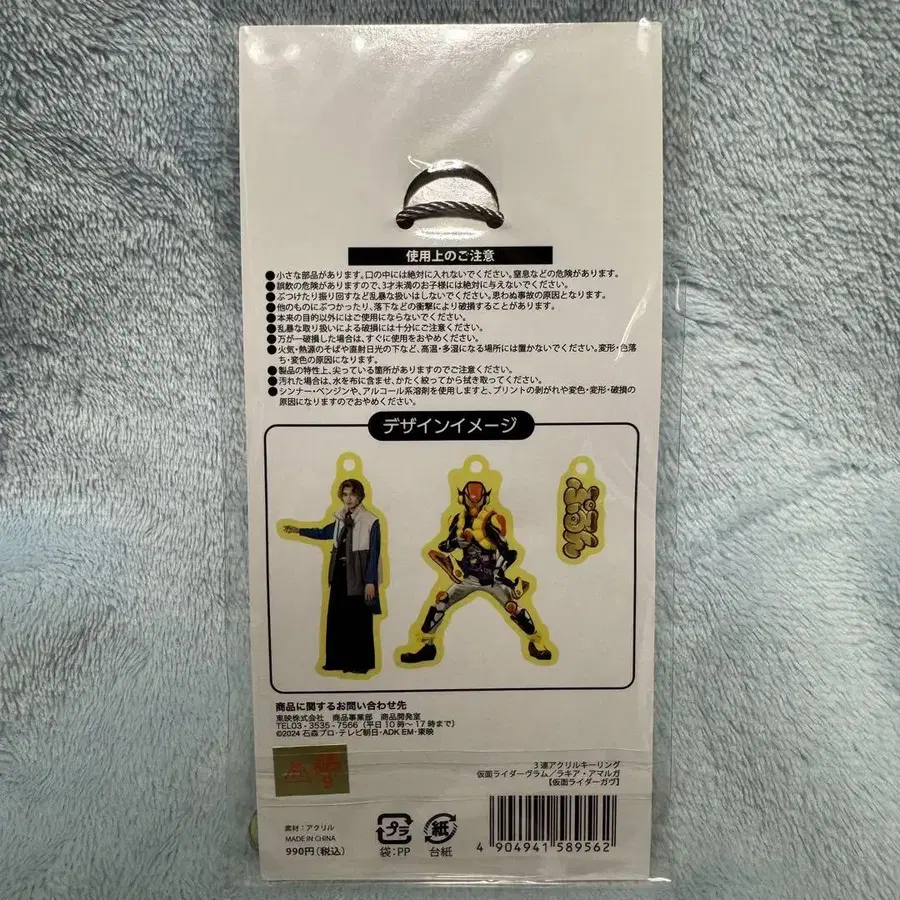 使用上のご注意
●小さな部品があります。口の中には絶対に入れないでください。窒息などの危険があります。
●誤飲の危険がありますので、3才未満のお子様には絶対に与えないでください。
●ぶつけたり振り回すなど乱暴な扱いはしないでください。思わぬ事故の原因となります。
●他のものにぶつかったり、落下などの衝撃により破損することがあります。
●本来の目的以外にはご使用にならないでください。
●乱暴な取り扱いによる破損には十分にご注意ください。
●万が一破損した場合は、すぐに使用をおやめください。
●火気・熱源のそばや直射日光の下など、高温・多湿になる場所には置かないでください。変形・色落
ち・変色の原因になります。
●製品の特性上、尖っている箇所がありますのでご注意ください。
●汚れた場合は、水を布に含ませ、かたく絞ってから拭き取ってください。
●シンナー・ベンジンや、アルコール系溶剤を使用しますと、プリントの剥がれや変色・変形・破損の
原因になりますのでおやめください。
デザインイメージ
商品に関するお問い合わせ先
東映株式会社 商品事業部 商品開発室
TEL03-3535-7566(平日10時～17時まで)
©2024 石森プロ・テレビ朝日・ADK EM・東映
3連アクリルキーリング
仮面ライダーヴラム／ラキア・アマルガ
【仮面ライダーガヴ】
素材：アクリル
MADE IN CHINA
990円(税込)
プラ
袋：PP
紙
台紙
4 904941 589562